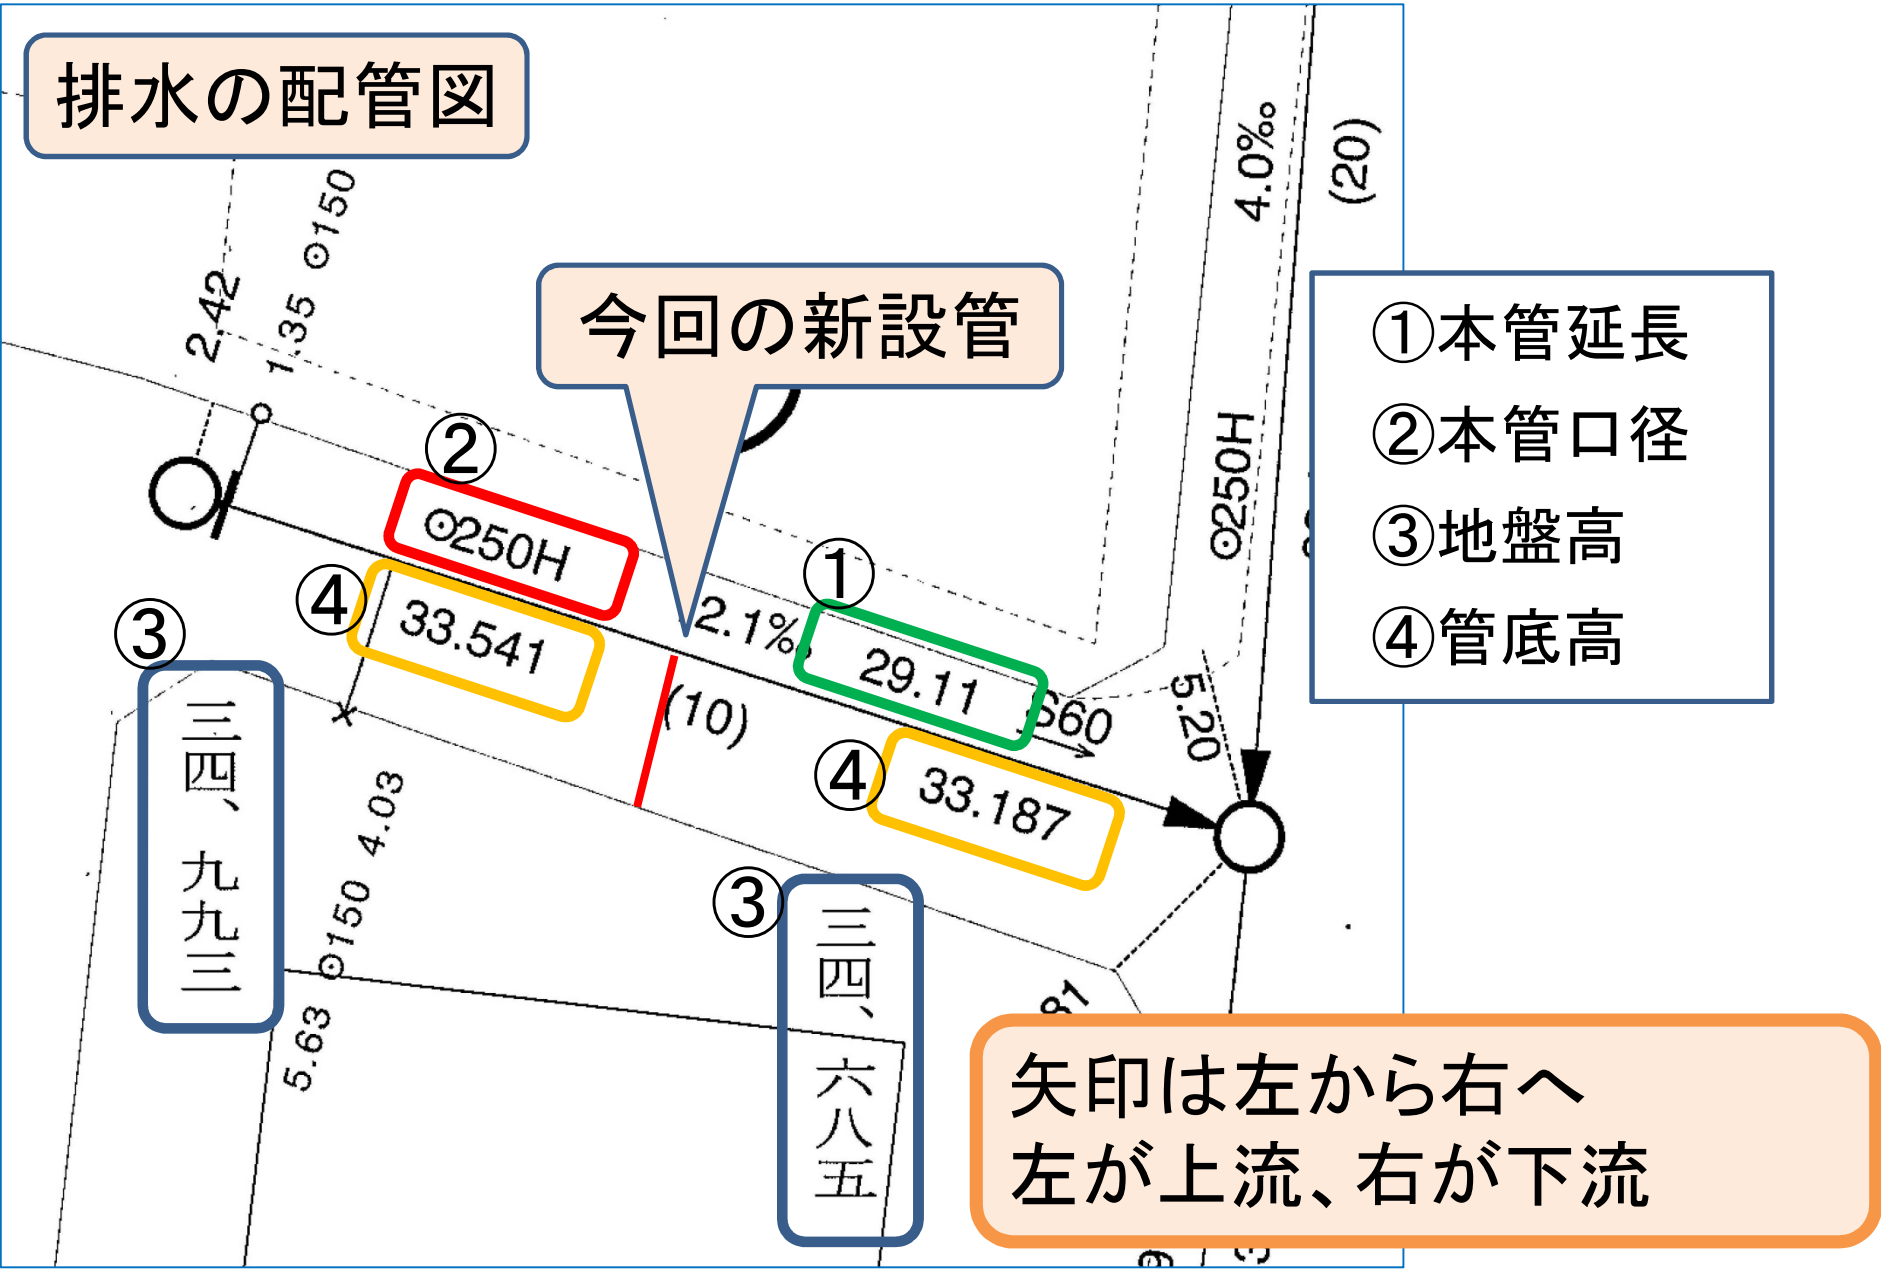 排水の配管図
2.42
1.35 ⊙150
4.0‰
(20)
今回の新設管
①本管延長
②本管口径
③地盤高
④管底高
②
⊙250H
⊙250H
①
④
33.541
2.1‰
29.11
③
(10)
S60
5.20
三四、九九三
④
33.187
⊙150 4.03
5.63
③
三四、六八五
81
矢印は左から右へ
左が上流、右が下流